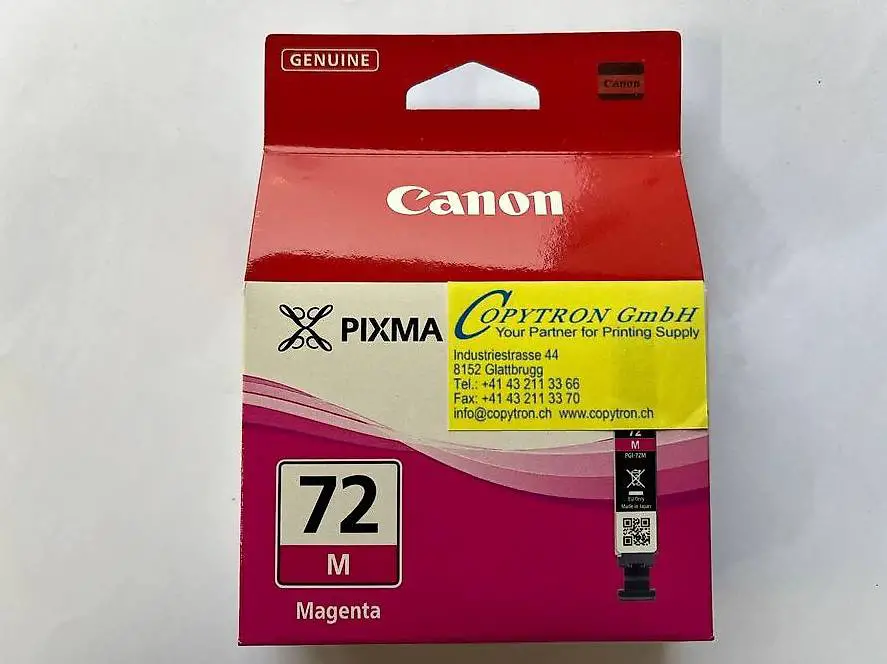 GENUINE
Canon
Canon
PIXMA
COPYTRON GmbH
Your Partner for Printing Supply
Industriestrasse 44
8152 Glattbrugg
Tel.: +41 43 211 33 66
Fax: +41 43 211 33 70
info@copytron.ch www.copytron.ch
72
M
Magenta
72
M
PGI-72M
EU Only
Made in Japan